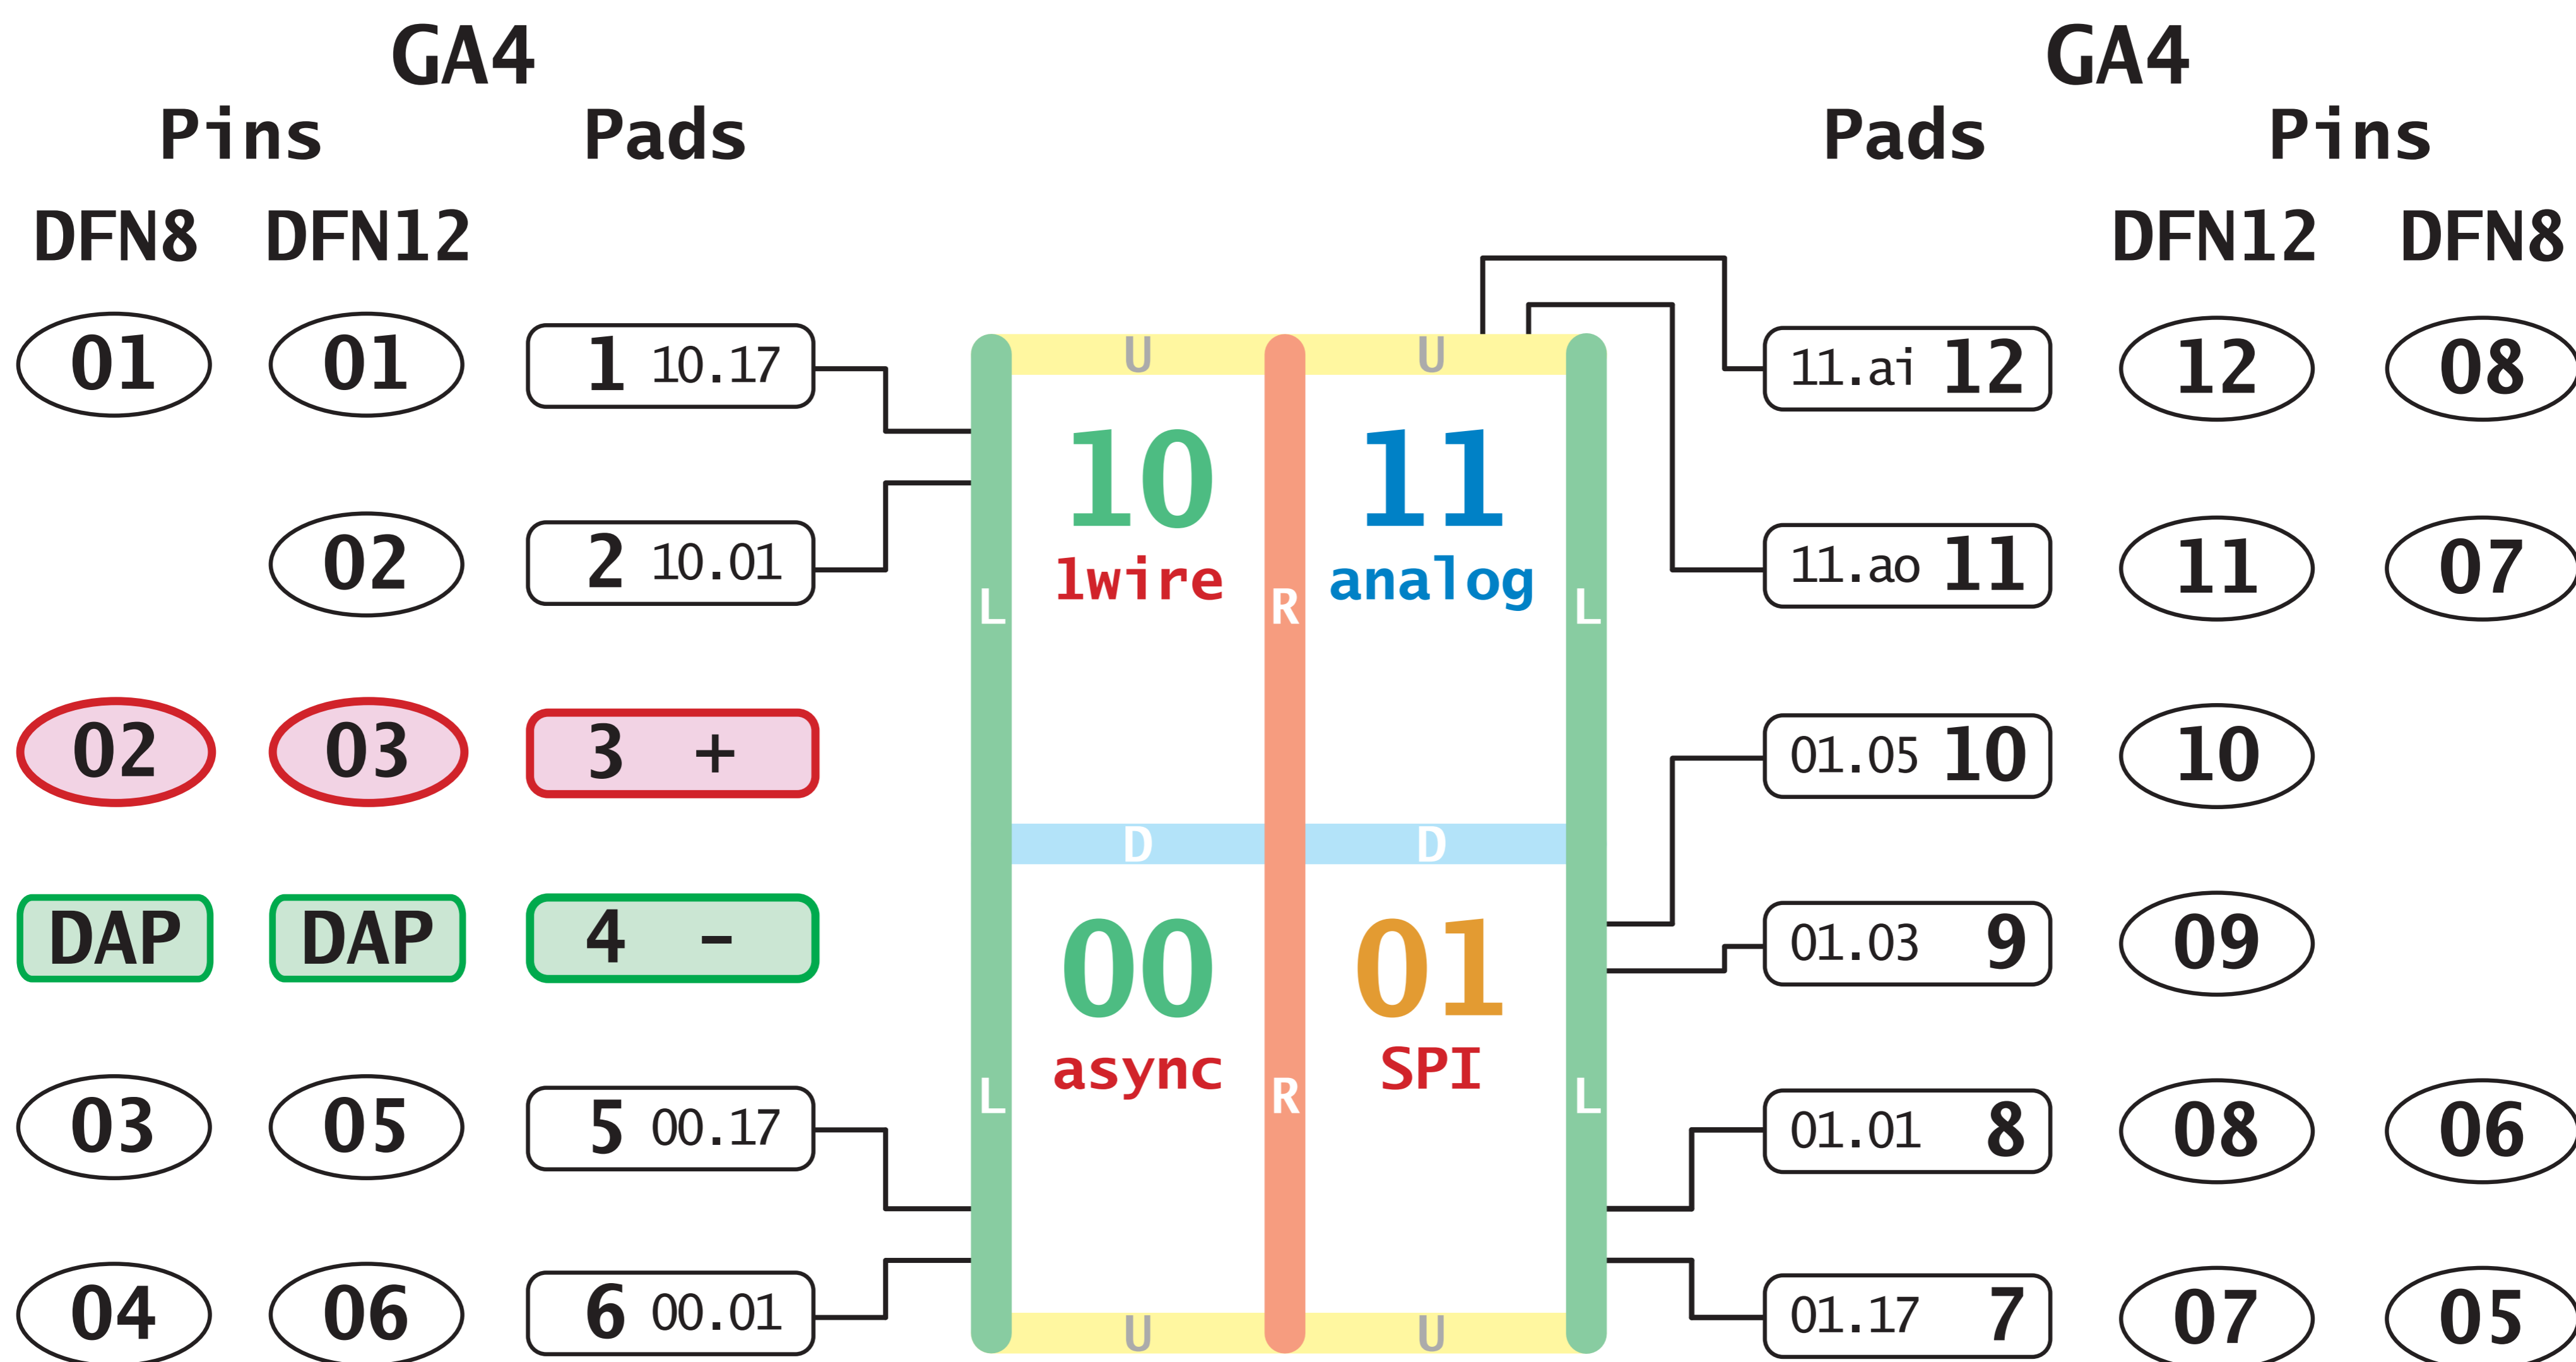 GA4 GA4
Pins Pads Pads Pins
DFN8 DFN12 DFN12 DFN8
U U
01 01 1 10.17 11.ai 12 12 08
10 11
02 2 10.01 11.ao 11 11 07
1wire analog
L R L
02 03 3 + 01.05 10 10
D D
DAP DAP 4 - 01.03 9 09
00 01
async SPI
L R L
03 05 5 00.17 01.01 8 08 06
04 06 6 00.01 01.17 7 07 05
U U